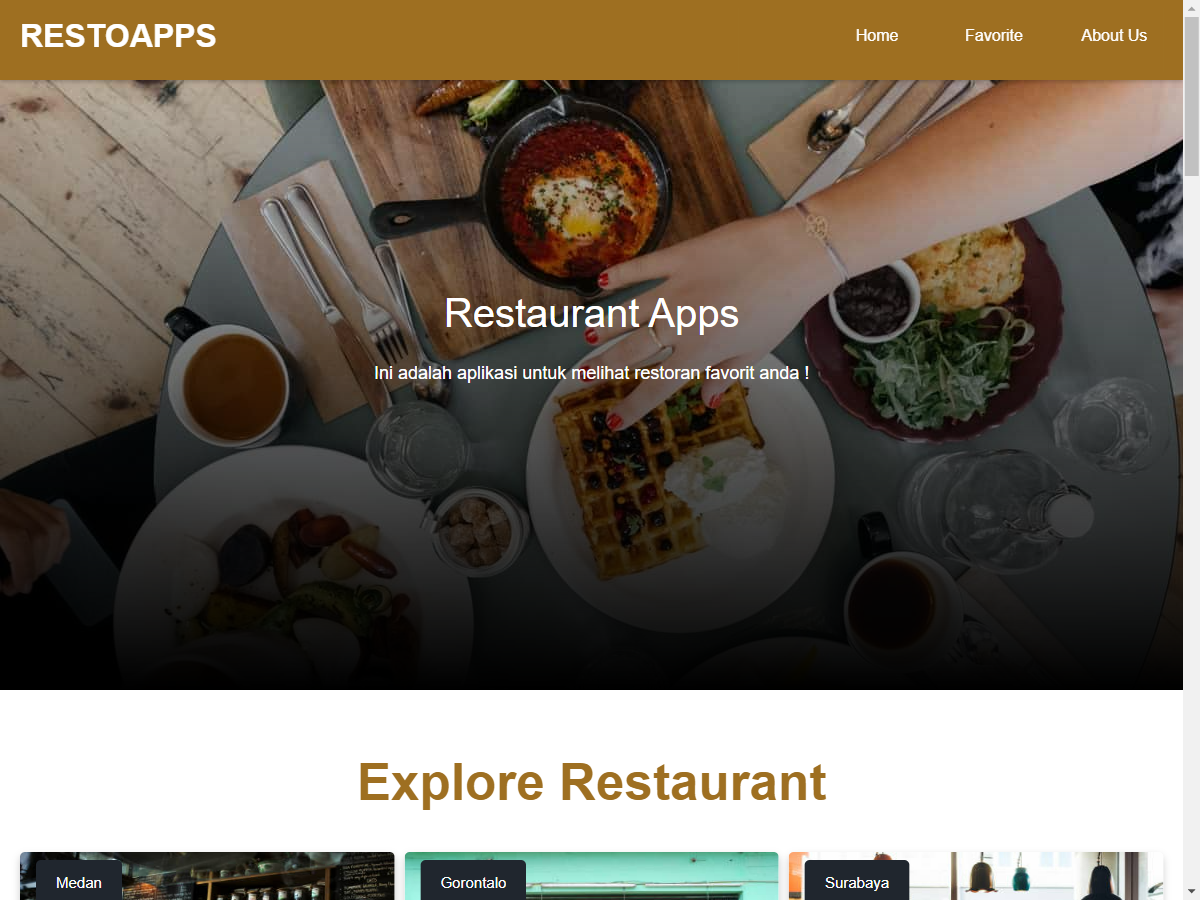 RESTOAPPS
Home
Favorite
About Us
Restaurant Apps
Ini adalah aplikasi untuk melihat restoran favorit anda !
Explore Restaurant
Medan
Gorontalo
Surabaya